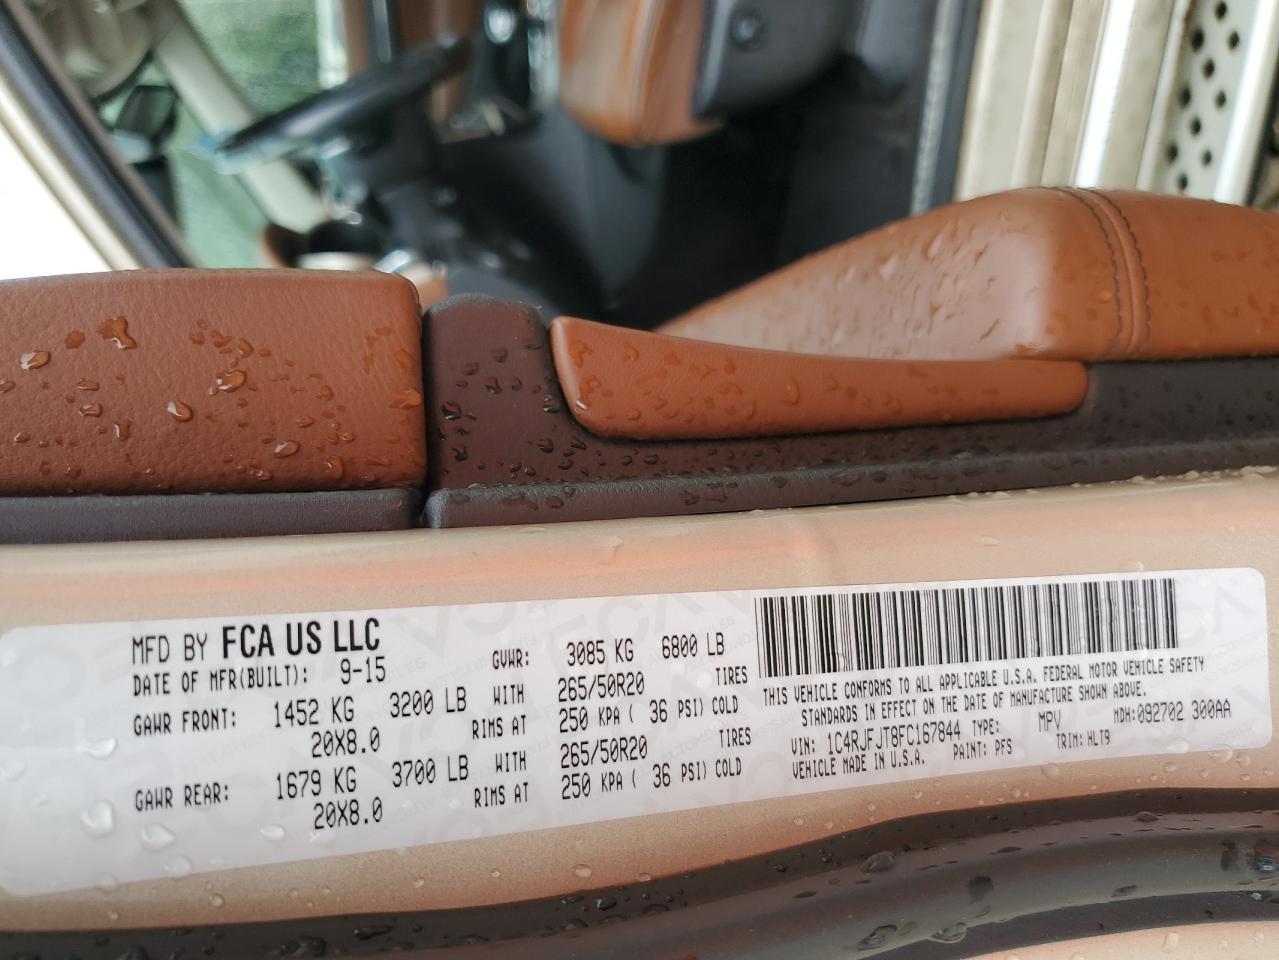 MFD BY FCA US LLC
DATE OF MFR(BUILT): 9-15 GVWR: 3085 KG 6800 LB
GAWR FRONT: 1452 KG 3200 LB WITH 265/50R20 TIRES
20X8.0 RIMS AT 250 KPA ( 36 PSI) COLD
GAWR REAR: 1679 KG 3700 LB WITH 265/50R20 TIRES
20X8.0 RIMS AT 250 KPA ( 36 PSI) COLD
THIS VEHICLE CONFORMS TO ALL APPLICABLE U.S.A. FEDERAL MOTOR VEHICLE SAFETY
STANDARDS IN EFFECT ON THE DATE OF MANUFACTURE SHOWN ABOVE.
VIN: 1C4RJFJT8FC167844 TYPE: MPV MDH:092702 300AA
VEHICLE MADE IN U.S.A. PAINT: PFS TRIM: HLT9